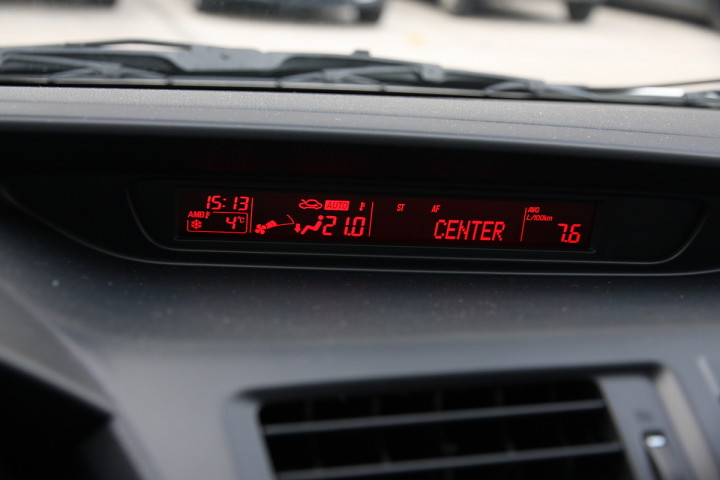 15:13 AUTO ST AF AVG
AMB 4°C 21.0 CENTER L/100km 7.6